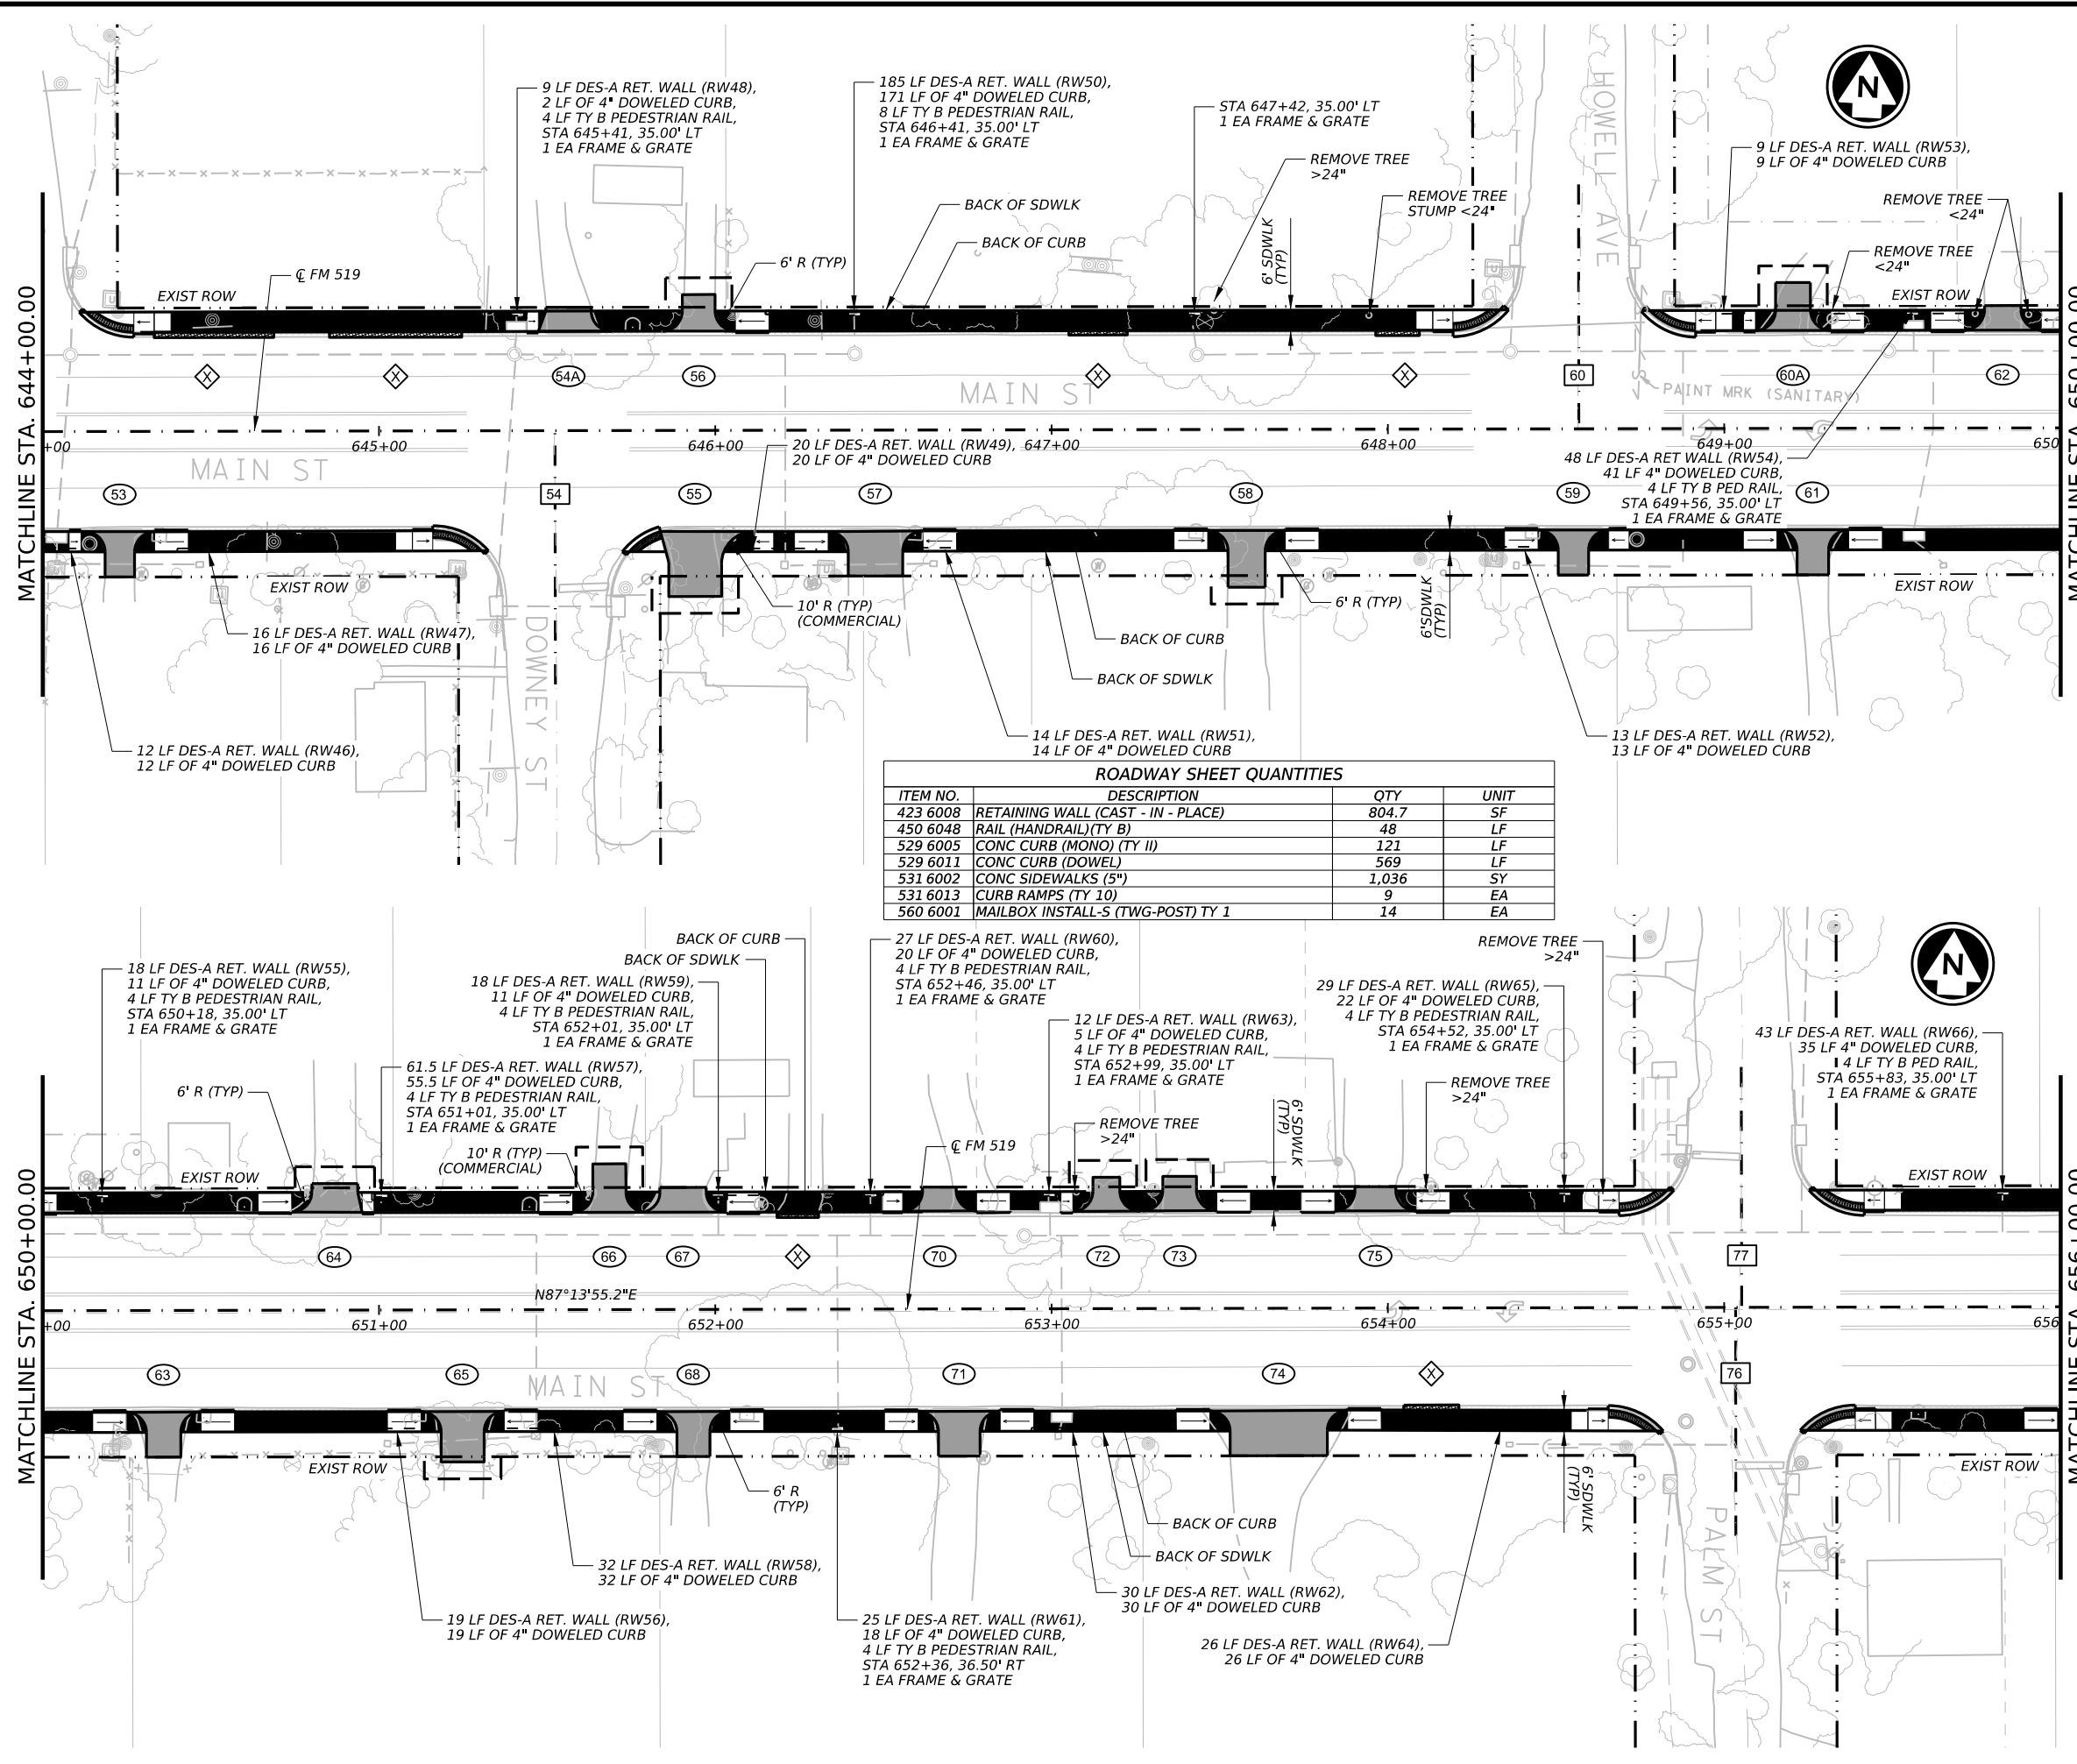 9 LF DES-A RET. WALL (RW48),
2 LF OF 4" DOWELED CURB,
4 LF TY B PEDESTRIAN RAIL,
STA 645+41, 35.00' LT
1 EA FRAME & GRATE
185 LF DES-A RET. WALL (RW50),
171 LF OF 4" DOWELED CURB,
8 LF TY B PEDESTRIAN RAIL,
STA 646+41, 35.00' LT
1 EA FRAME & GRATE
STA 647+42, 35.00' LT
1 EA FRAME & GRATE
REMOVE TREE
>24"
REMOVE TREE
STUMP <24"
HOWELL AVE
N
9 LF DES-A RET. WALL (RW53),
9 LF OF 4" DOWELED CURB
REMOVE TREE
<24"
REMOVE TREE
<24"
BACK OF SDWLK
BACK OF CURB
6' SDWLK
(TYP)
6' R (TYP)
℄ FM 519
EXIST ROW
EXIST ROW
MATCHLINE STA. 644+00.00
MATCHLINE STA. 650+00.00
X
X
54A
56
X
X
60
60A
62
MAIN ST
PAINT MRK (SANITARY)
+00
645+00
646+00
647+00
648+00
649+00
650
MAIN ST
20 LF DES-A RET. WALL (RW49),
20 LF OF 4" DOWELED CURB
48 LF DES-A RET WALL (RW54),
41 LF 4" DOWELED CURB,
4 LF TY B PED RAIL,
STA 649+56, 35.00' LT
1 EA FRAME & GRATE
53
54
55
57
58
59
61
EXIST ROW
EXIST ROW
16 LF DES-A RET. WALL (RW47),
16 LF OF 4" DOWELED CURB
10' R (TYP)
(COMMERCIAL)
6' R (TYP)
6'SDWLK
(TYP)
BACK OF CURB
BACK OF SDWLK
DOWNEY ST
12 LF DES-A RET. WALL (RW46),
12 LF OF 4" DOWELED CURB
14 LF DES-A RET. WALL (RW51),
14 LF OF 4" DOWELED CURB
13 LF DES-A RET. WALL (RW52),
13 LF OF 4" DOWELED CURB
ROADWAY SHEET QUANTITIES
ITEM NO. DESCRIPTION QTY UNIT
423 6008 RETAINING WALL (CAST - IN - PLACE) 804.7 SF
450 6048 RAIL (HANDRAIL)(TY B) 48 LF
529 6005 CONC CURB (MONO) (TY II) 121 LF
529 6011 CONC CURB (DOWEL) 569 LF
531 6002 CONC SIDEWALKS (5") 1,036 SY
531 6013 CURB RAMPS (TY 10) 9 EA
560 6001 MAILBOX INSTALL-S (TWG-POST) TY 1 14 EA
18 LF DES-A RET. WALL (RW55),
11 LF OF 4" DOWELED CURB,
4 LF TY B PEDESTRIAN RAIL,
STA 650+18, 35.00' LT
1 EA FRAME & GRATE
BACK OF CURB
BACK OF SDWLK
18 LF DES-A RET. WALL (RW59),
11 LF OF 4" DOWELED CURB,
4 LF TY B PEDESTRIAN RAIL,
STA 652+01, 35.00' LT
1 EA FRAME & GRATE
27 LF DES-A RET. WALL (RW60),
20 LF OF 4" DOWELED CURB,
4 LF TY B PEDESTRIAN RAIL,
STA 652+46, 35.00' LT
1 EA FRAME & GRATE
REMOVE TREE
>24"
29 LF DES-A RET. WALL (RW65),
22 LF OF 4" DOWELED CURB,
4 LF TY B PEDESTRIAN RAIL,
STA 654+52, 35.00' LT
1 EA FRAME & GRATE
12 LF DES-A RET. WALL (RW63),
5 LF OF 4" DOWELED CURB,
4 LF TY B PEDESTRIAN RAIL,
STA 652+99, 35.00' LT
1 EA FRAME & GRATE
N
43 LF DES-A RET. WALL (RW66),
35 LF 4" DOWELED CURB,
4 LF TY B PED RAIL,
STA 655+83, 35.00' LT
1 EA FRAME & GRATE
6' R (TYP)
61.5 LF DES-A RET. WALL (RW57),
55.5 LF OF 4" DOWELED CURB,
4 LF TY B PEDESTRIAN RAIL,
STA 651+01, 35.00' LT
1 EA FRAME & GRATE
10' R (TYP)
(COMMERCIAL)
℄ FM 519
REMOVE TREE
>24"
6' SDWLK
(TYP)
REMOVE TREE
>24"
EXIST ROW
EXIST ROW
MATCHLINE STA. 650+00.00
MATCHLINE STA. 656+00.00
64
66
67
X
70
72
73
75
77
N87°13'55.2"E
+00
651+00
652+00
653+00
654+00
655+00
656
63
65
MAIN ST
68
71
74
X
76
EXIST ROW
EXIST ROW
6' R
(TYP)
6' SDWLK
(TYP)
BACK OF CURB
BACK OF SDWLK
PALM ST
32 LF DES-A RET. WALL (RW58),
32 LF OF 4" DOWELED CURB
30 LF DES-A RET. WALL (RW62),
30 LF OF 4" DOWELED CURB
19 LF DES-A RET. WALL (RW56),
19 LF OF 4" DOWELED CURB
25 LF DES-A RET. WALL (RW61),
18 LF OF 4" DOWELED CURB,
4 LF TY B PEDESTRIAN RAIL,
STA 652+36, 36.50' RT
1 EA FRAME & GRATE
26 LF DES-A RET. WALL (RW64),
26 LF OF 4" DOWELED CURB